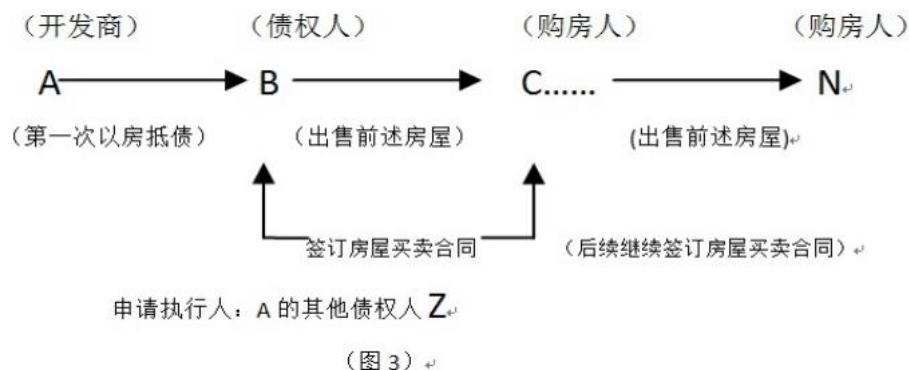 （开发商） （债权人） （购房人） （购房人）
A B C...... N
（第一次以房抵债） （出售前述房屋） (出售前述房屋)
签订房屋买卖合同 （后续继续签订房屋买卖合同）
申请执行人：A 的其他债权人 Z
（图 3）